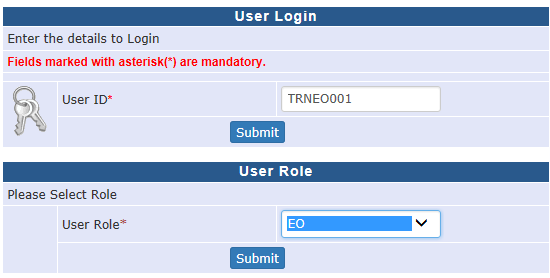 User Login
Enter the details to Login
Fields marked with asterisk(*) are mandatory.
User ID* TRNEO001
Submit
User Role
Please Select Role
User Role* EO
Submit